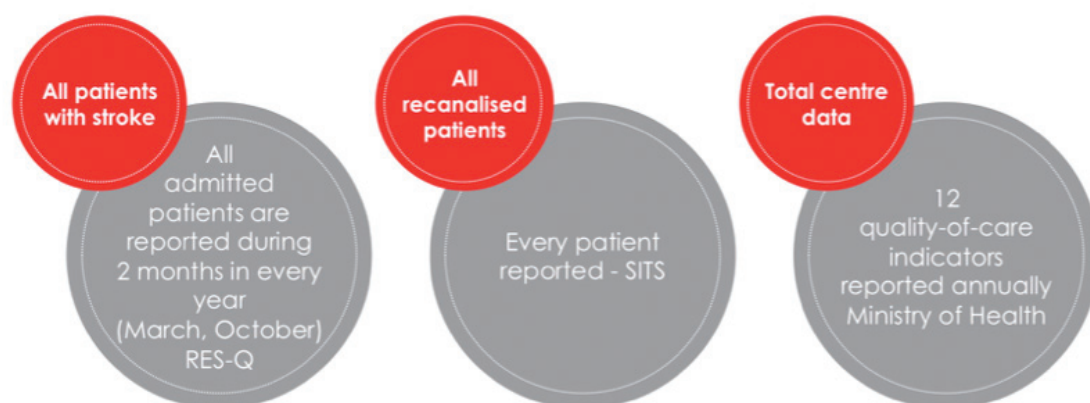 All patients
with stroke
All
admitted
patients are
reported during
2 months in every
year
(March, October)
RES-Q
All
recanalised
patients
Every patient
reported - SITS
Total centre
data
12
quality-of-care
indicators
reported annually
Ministry of Health